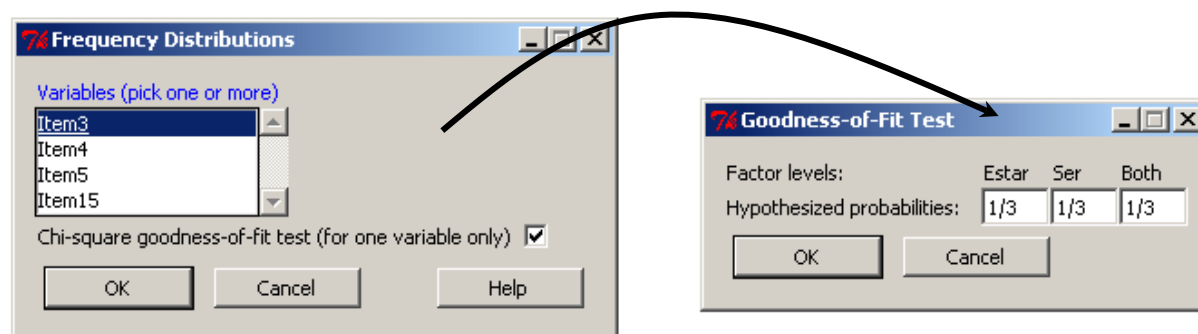 Frequency Distributions
Variables (pick one or more)
Item3
Item4
Item5
Item15
Chi-square goodness-of-fit test (for one variable only)
OK Cancel Help
Goodness-of-Fit Test
Factor levels: Estar Ser Both
Hypothesized probabilities: 1/3 1/3 1/3
OK Cancel